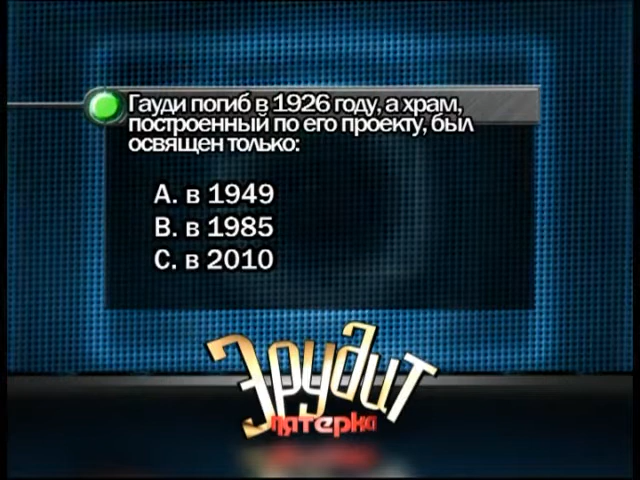 Гауди погиб в 1926 году, а храм,
построенный по его проекту, был
освящен только:
А. в 1949
В. в 1985
С. в 2010
Эрудит
пятерка